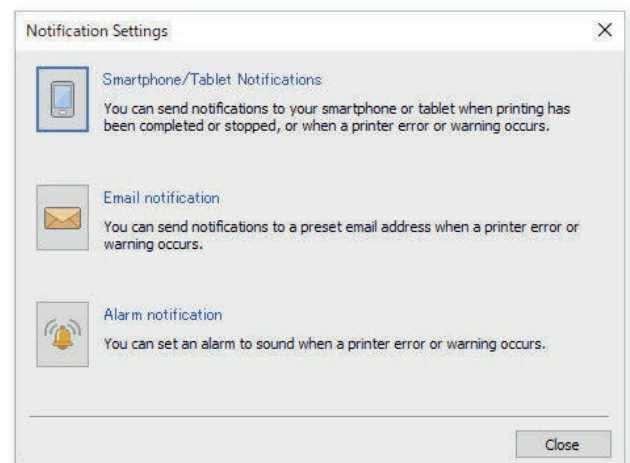 Notification Settings
Smartphone/Tablet Notifications
You can send notifications to your smartphone or tablet when printing has
been completed or stopped, or when a printer error or warning occurs.
Email notification
You can send notifications to a preset email address when a printer error or
warning occurs.
Alarm notification
You can set an alarm to sound when a printer error or warning occurs.
Close